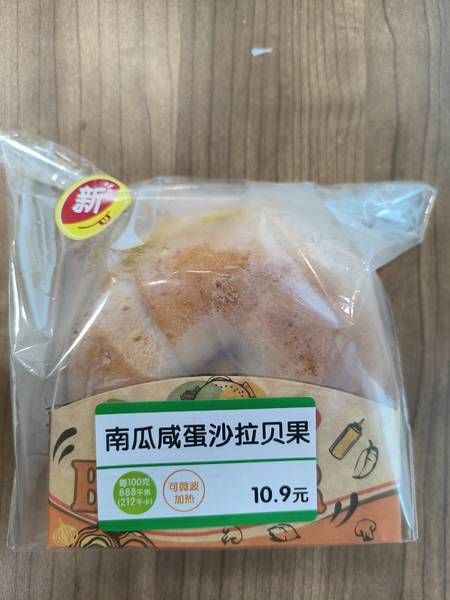 新
南瓜咸蛋沙拉贝果
每100克
888千焦
(212千卡)
可微波
加热
10.9元